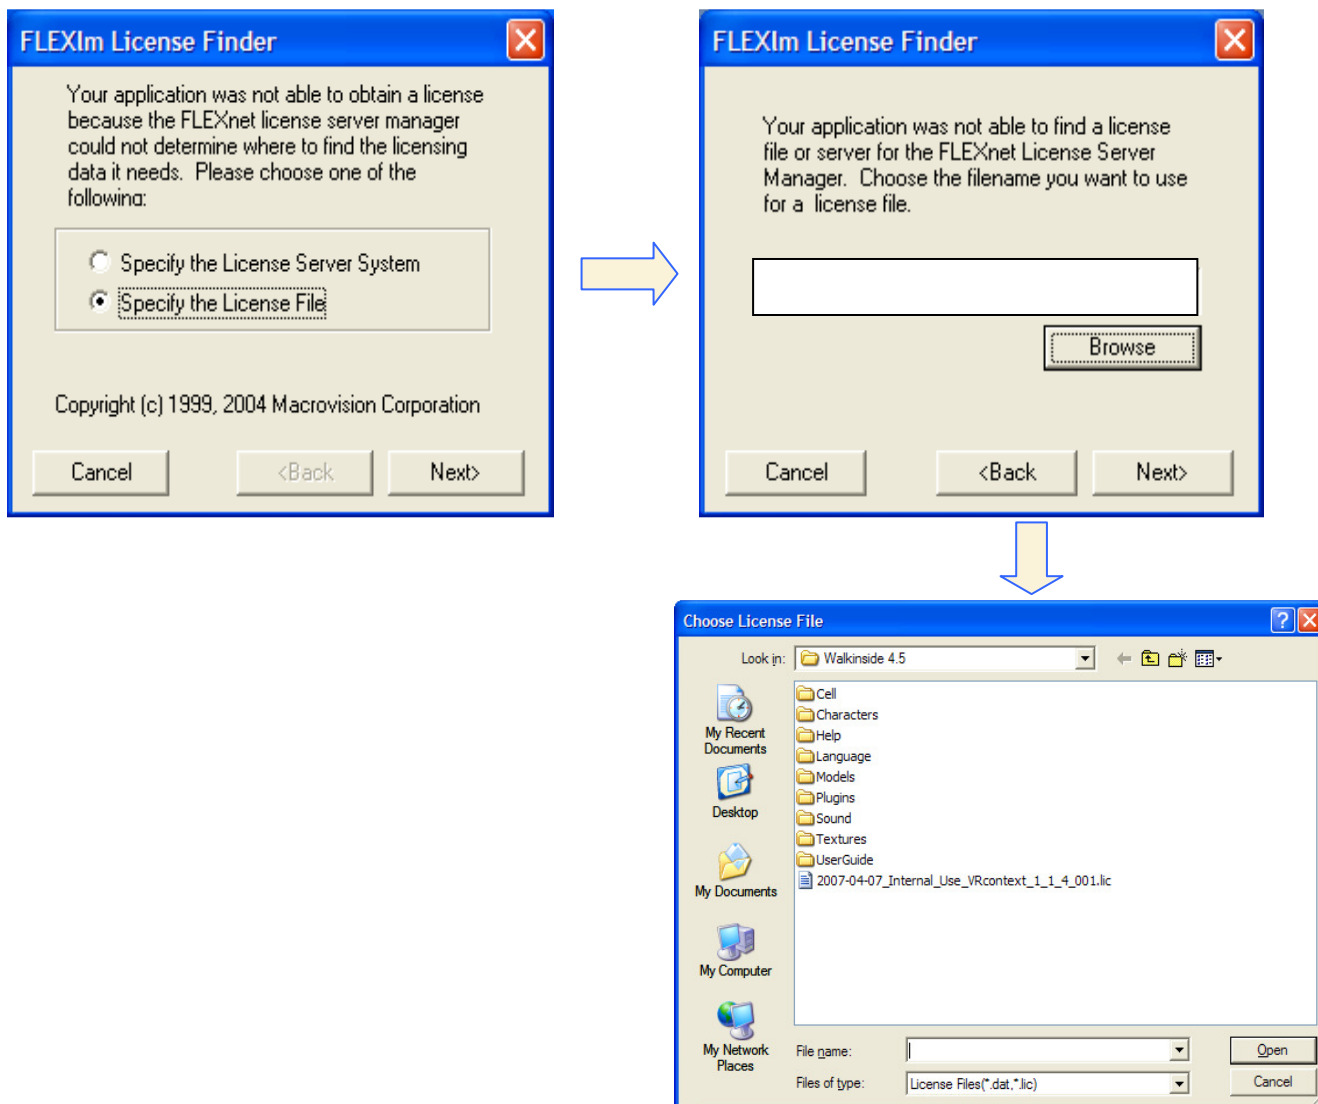 FLEXlm License Finder
Your application was not able to obtain a license
because the FLEXnet license server manager
could not determine where to find the licensing
data it needs.  Please choose one of the
following:
Specify the License Server System
Specify the License File
Copyright (c) 1999, 2004 Macrovision Corporation
Cancel
<Back
Next>
FLEXlm License Finder
Your application was not able to find a license
file or server for the FLEXnet License Server
Manager.  Choose the filename you want to use
for a  license file.
Browse
Cancel
<Back
Next>
Choose License File
Look in:
Walkinside 4.5
My Recent
Documents
Desktop
My Documents
My Computer
My Network
Places
Cell
Characters
Help
Language
Models
Plugins
Sound
Textures
UserGuide
2007-04-07_Internal_Use_VRcontext_1_1_4_001.lic
File name:
Open
Files of type:
License Files(*.dat,*.lic)
Cancel